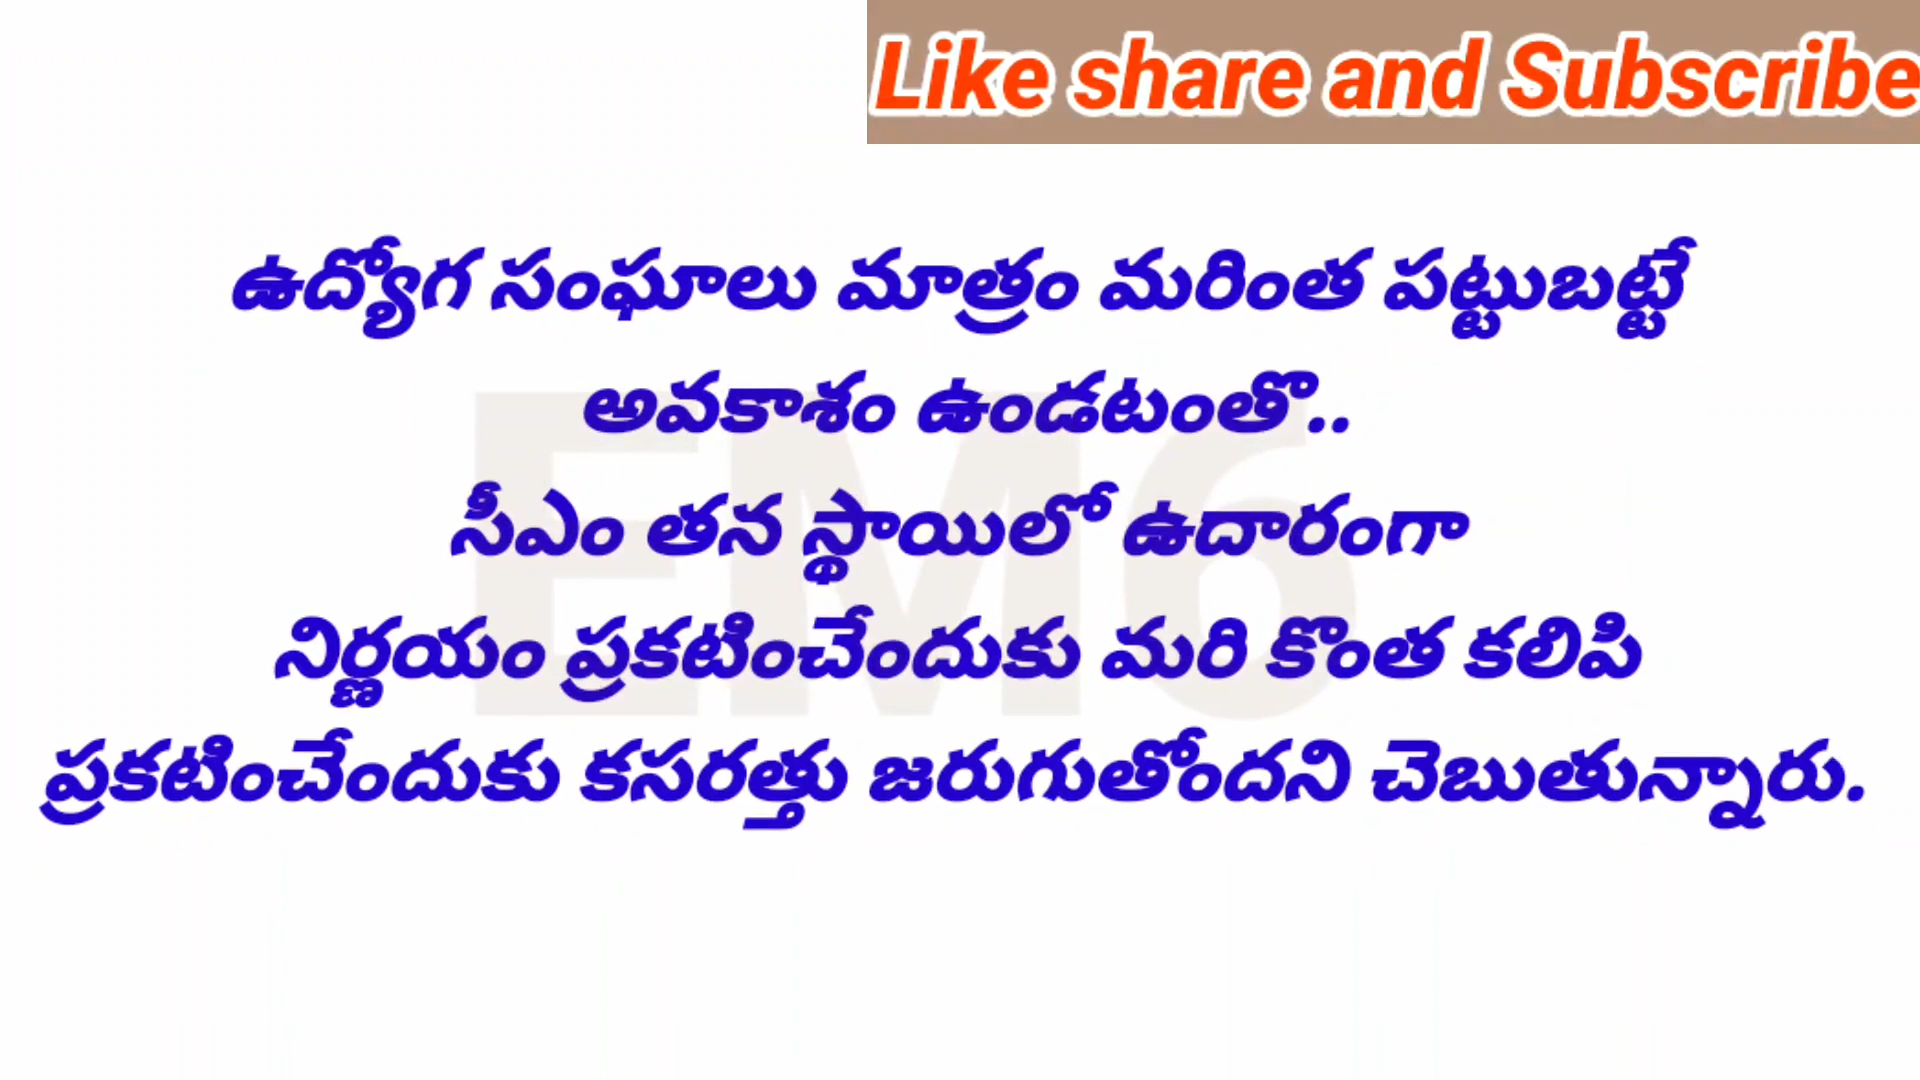 Like share and Subscribe
ఉద్యోగ సంఘాలు మాత్రం మరింత పట్టుబట్టే
అవకాశం ఉండటంతొ..
సీఎం తన స్థాయిలో ఉదారంగా
నిర్ణయం ప్రకటించేందుకు మరి కొంత కలిపి
ప్రకటించేందుకు కసరత్తు జరుగుతోందని చెబుతున్నారు.
EM6